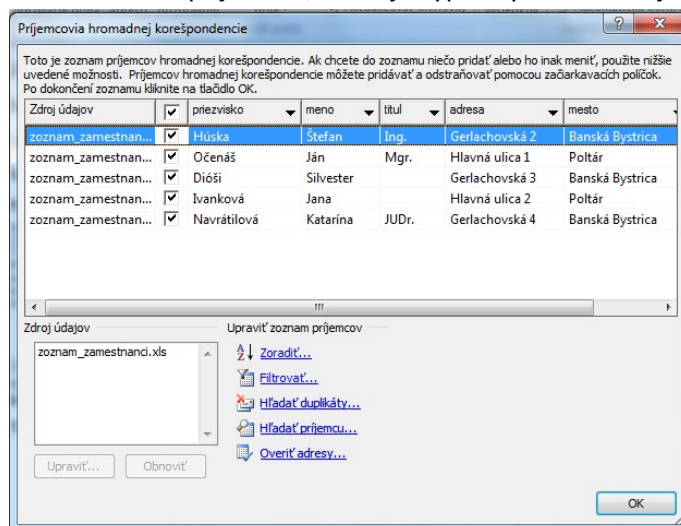 Príjemcovia hromadnej korešpondencie
Toto je zoznam príjemcov hromadnej korešpondencie. Ak chcete do zoznamu niečo pridať alebo ho inak meniť, použite nižšie
uvedené možnosti. Príjemcov hromadnej korešpondencie môžete pridávať a odstraňovať pomocou začiarkavacích políčok.
Po dokončení zoznamu kliknite na tlačidlo OK.
Zdroj údajov priezvisko meno titul adresa mesto
zoznam_zamestnan... Húska Štefan Ing. Gerlachovská 2 Banská Bystrica
zoznam_zamestnan... Očenáš Ján Mgr. Hlavná ulica 1 Poltár
zoznam_zamestnan... Dióši Silvester Gerlachovská 3 Banská Bystrica
zoznam_zamestnan... Ivanková Jana Hlavná ulica 2 Poltár
zoznam_zamestnan... Navrátilová Katarína JUDr. Gerlachovská 4 Banská Bystrica
Zdroj údajov Upraviť zoznam príjemcov
zoznam_zamestnanci.xls
Zoradiť...
Filtrovať...
Hľadať duplikáty...
Hľadať príjemcu...
Overiť adresy...
Upraviť... Obnoviť
OK